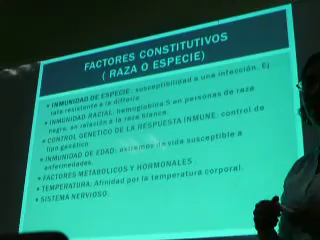 FACTORES CONSTITUTIVOS
( RAZA O ESPECIE)
• INMUNIDAD DE ESPECIE: susceptibilidad a una infección. Ej
rata resistente a la difteria
• INMUNIDAD RACIAL: hemoglobina S en personas de raza
negra, en relación a la raza blanca.
• CONTROL GENETICO DE LA RESPUESTA INMUNE: control de
tipo genético
• INMUNIDAD DE EDAD: extremos de vida susceptible a
enfermedades.
• FACTORES METABOLICOS Y HORMONALES
• TEMPERATURA: Afinidad por la temperatura corporal.
• SISTEMA NERVIOSO: